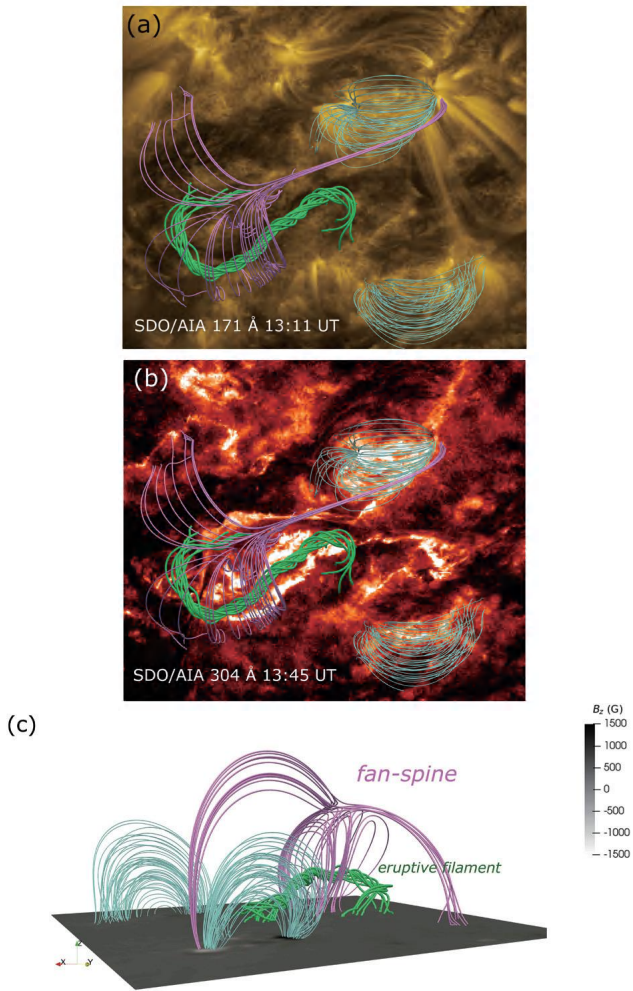 (a)
SDO/AIA 171 Å 13:11 UT
(b)
SDO/AIA 304 Å 13:45 UT
(c)
Bz (G)
1500
1000
500
0
-500
-1000
-1500
fan-spine
eruptive filament
Z
X
Y